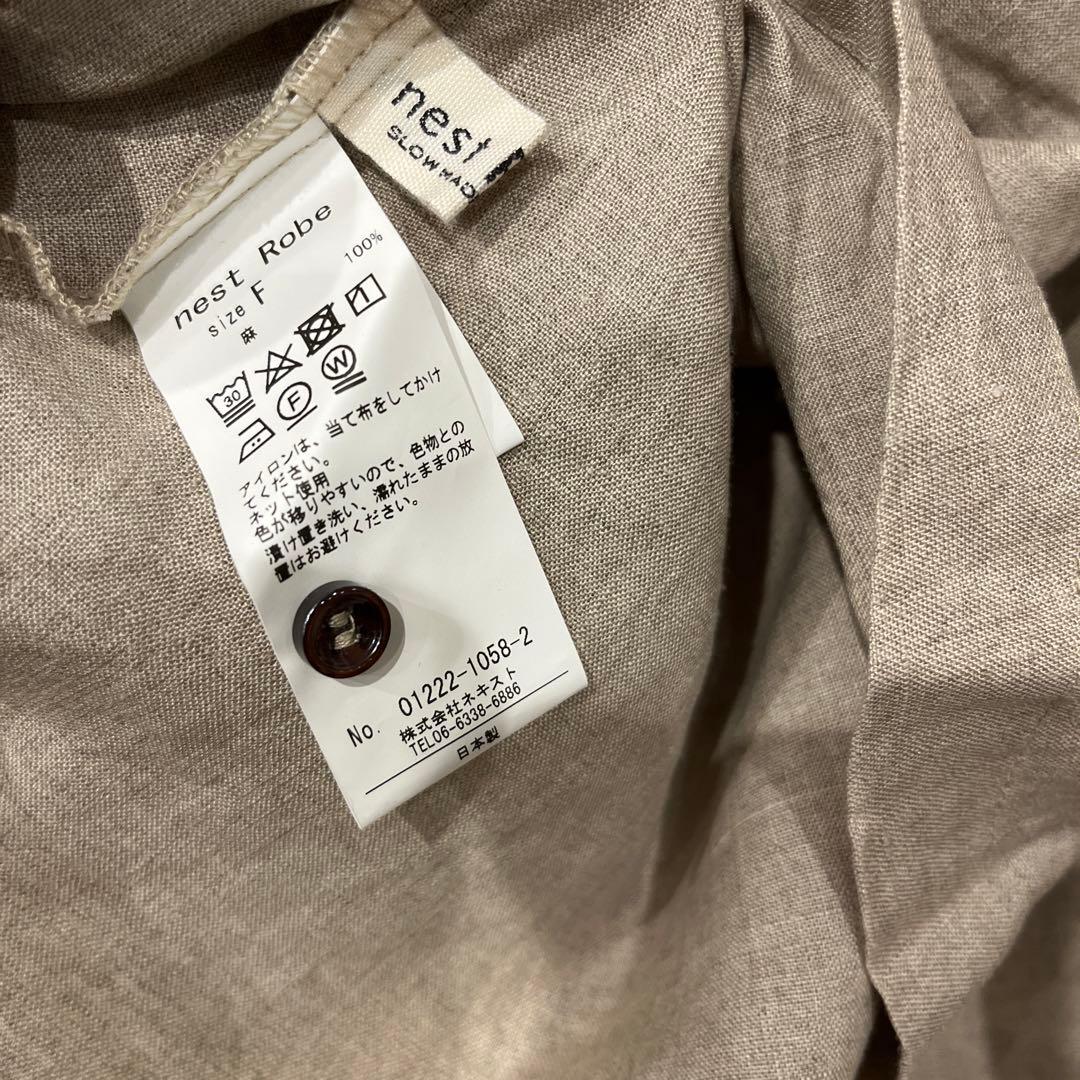 nest
SLOW MAD
nest Robe
size F
麻 100%
30
F W
アイロンは、当て布をしてかけ
てください。
ネット使用
色が移りやすいので、色物との
漬け置き洗い、濡れたままの放
置はお避けください。
No. 01222-1058-2
株式会社ネキスト
TEL06-6338-6886
日本製